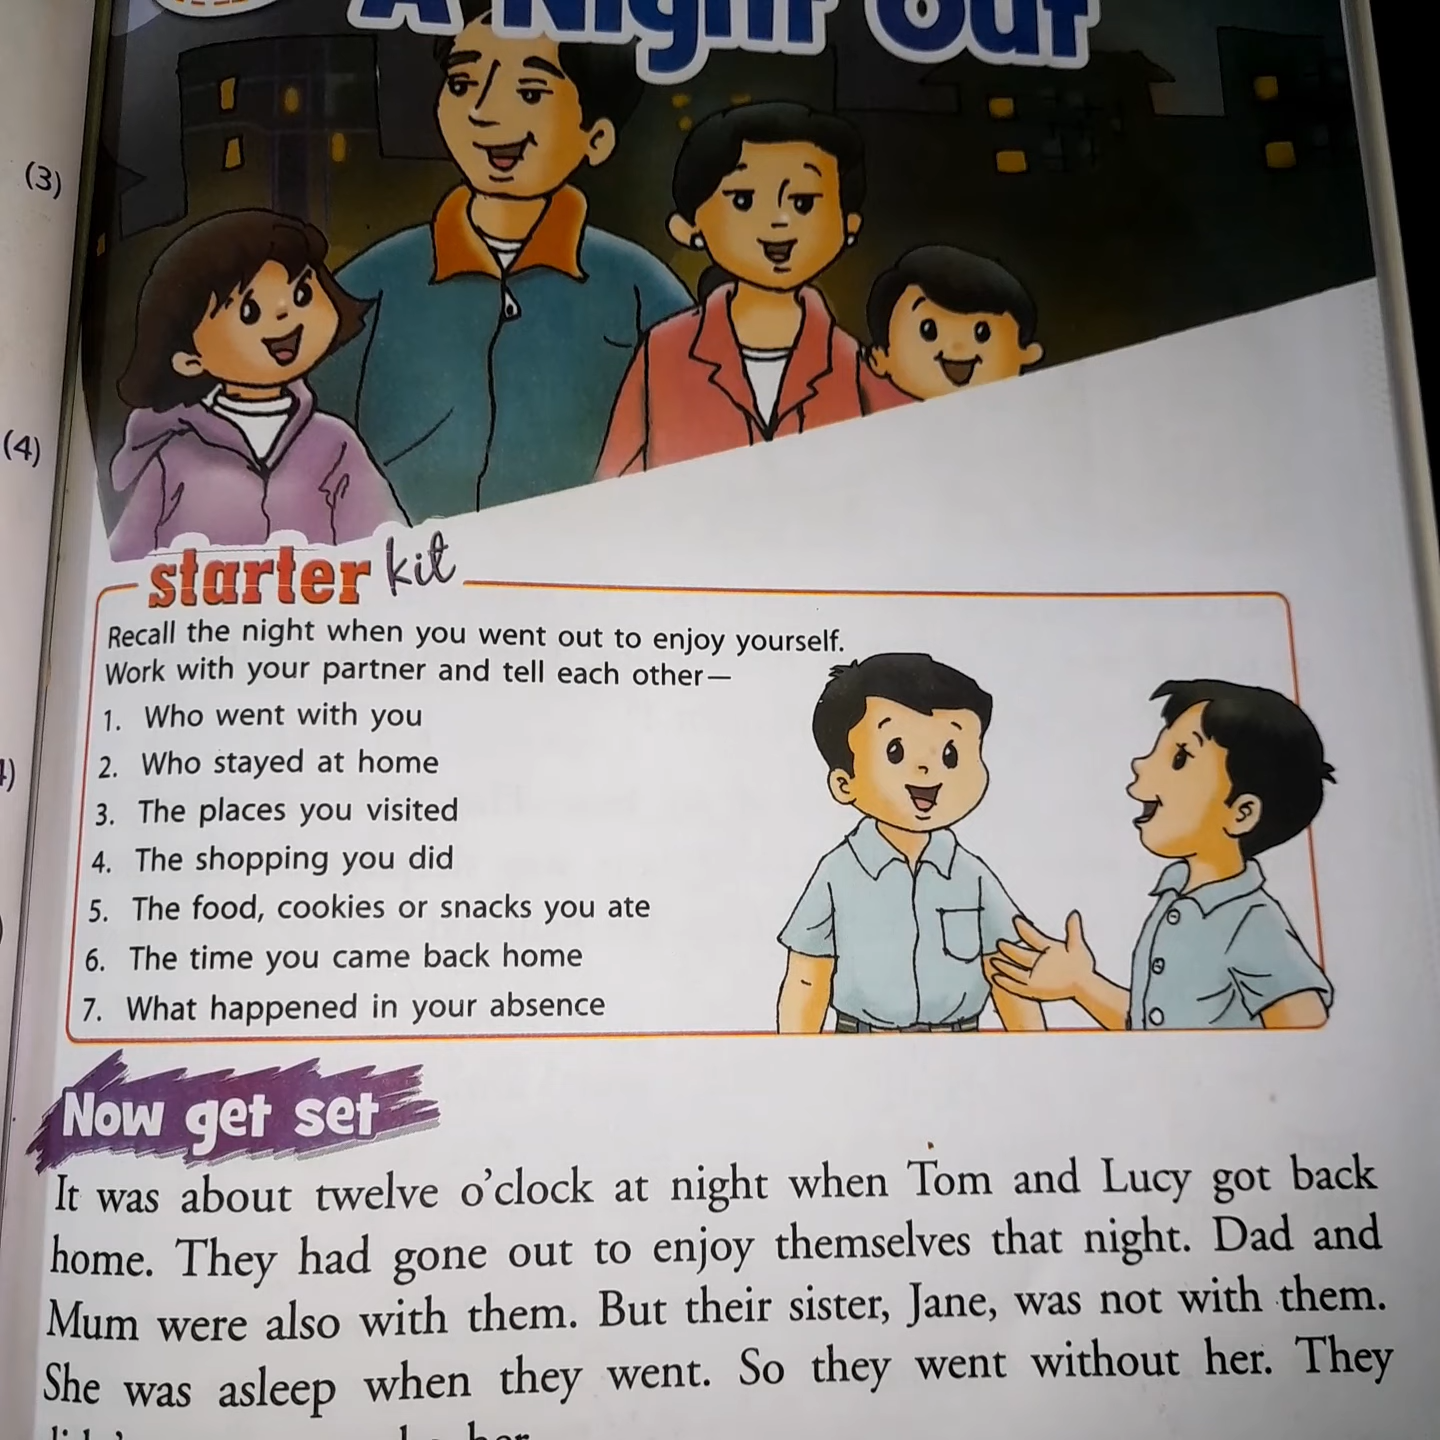 A Night Out
(3)
(4)
starter kit
Recall the night when you went out to enjoy yourself.
Work with your partner and tell each other—
1. Who went with you
2. Who stayed at home
3. The places you visited
4. The shopping you did
5. The food, cookies or snacks you ate
6. The time you came back home
7. What happened in your absence
Now get set
It was about twelve o'clock at night when Tom and Lucy got back
home. They had gone out to enjoy themselves that night. Dad and
Mum were also with them. But their sister, Jane, was not with them.
She was asleep when they went. So they went without her. They
her